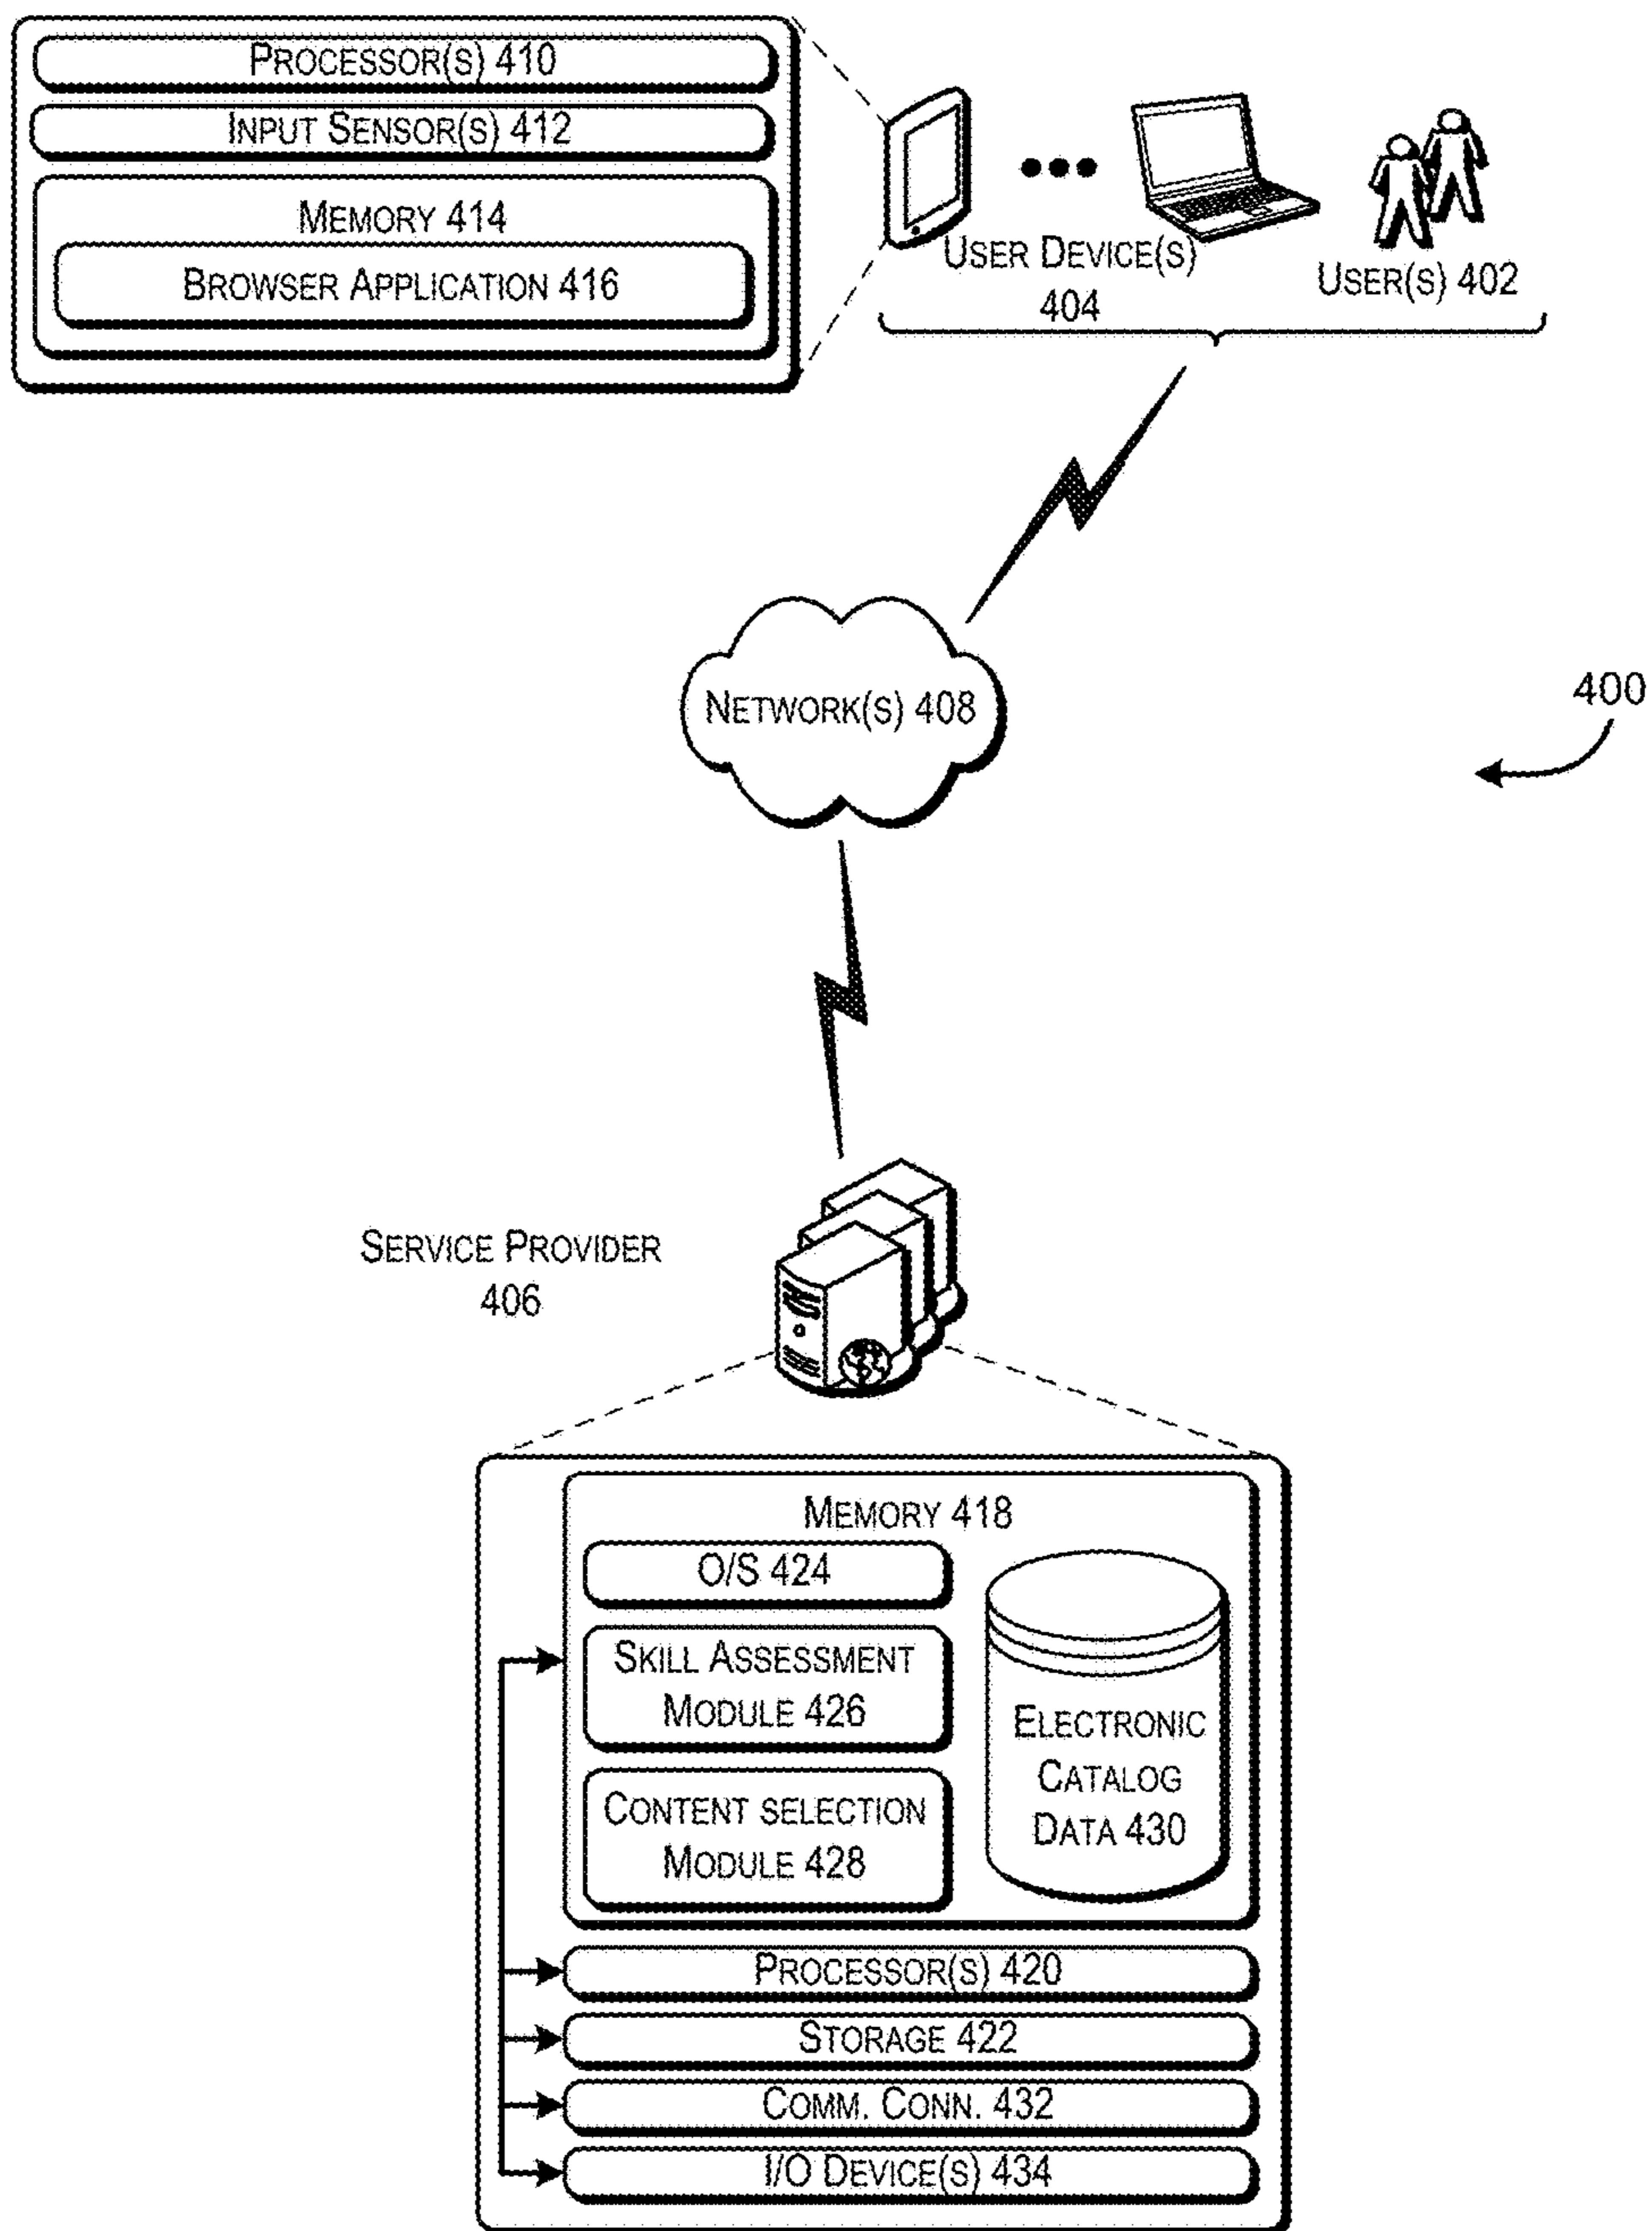 PROCESSOR(S) 410
INPUT SENSOR(S) 412
MEMORY 414
BROWSER APPLICATION 416
USER DEVICE(S)
404
USER(S) 402
NETWORK(S) 408
400
SERVICE PROVIDER
406
MEMORY 418
O/S 424
SKILL ASSESSMENT
MODULE 426
CONTENT SELECTION
MODULE 428
ELECTRONIC
CATALOG
DATA 430
PROCESSOR(S) 420
STORAGE 422
COMM. CONN. 432
I/O DEVICE(S) 434